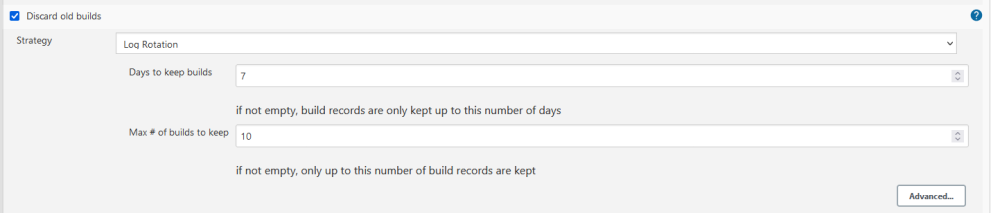 Discard old builds
Strategy
Log Rotation
Days to keep builds
7
if not empty, build records are only kept up to this number of days
Max # of builds to keep
10
if not empty, only up to this number of build records are kept
Advanced...